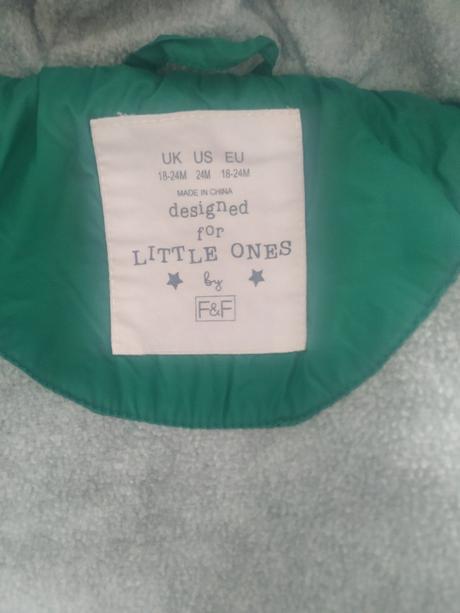 UK US EU
18-24M 24M 18-24M
MADE IN CHINA
designed
for
LITTLE ONES
by
F&F